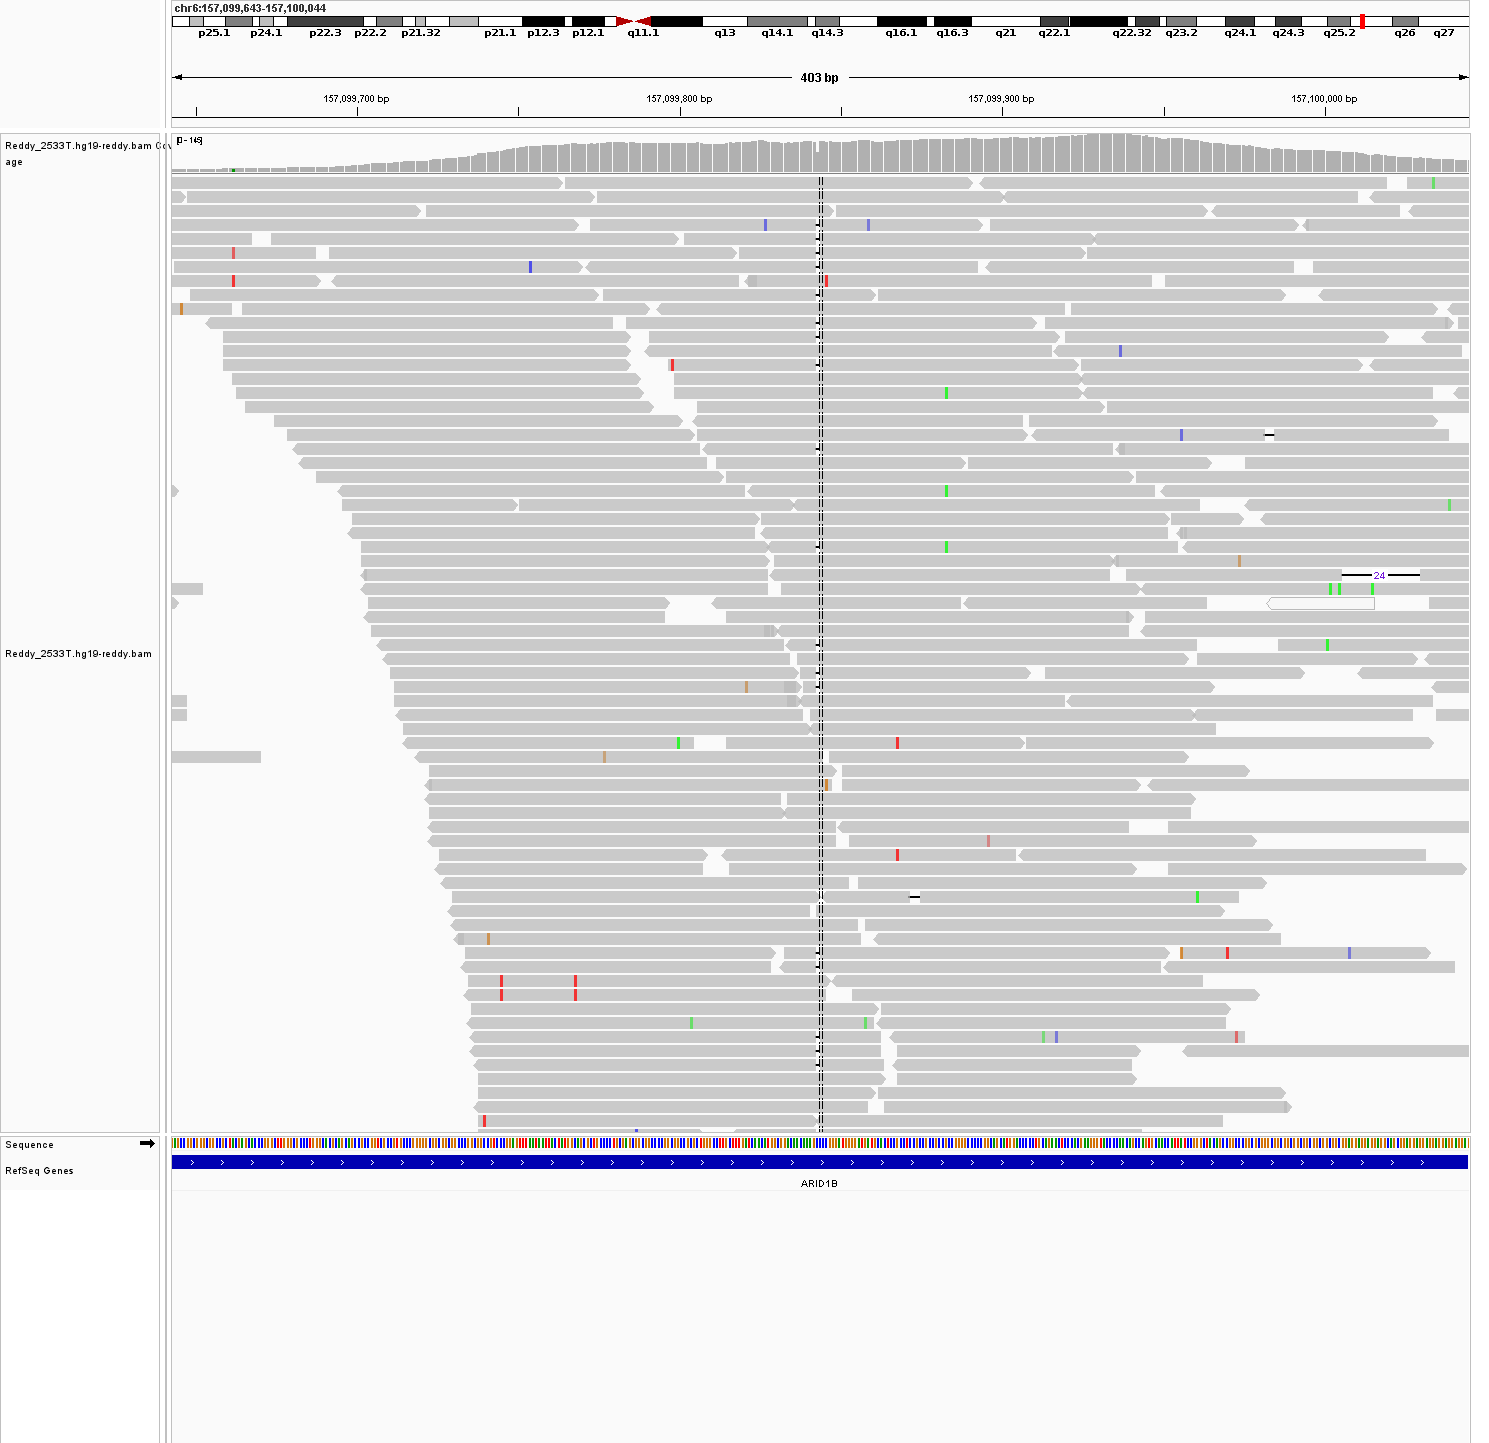 chr6:157,099,643-157,100,044
p25.1 p24.1 p22.3 p22.2 p21.32 p21.1 p12.3 p12.1 q11.1 q13 q14.1 q14.3 q16.1 q16.3 q21 q22.1 q22.32 q23.2 q24.1 q24.3 q25.2 q26 q27
403 bp
157,099,700 bp 157,099,800 bp 157,099,900 bp 157,100,000 bp
Reddy_2533T.hg19-reddy.bam Cov
age
[0 - 145]
24
Reddy_2533T.hg19-reddy.bam
Sequence
RefSeq Genes
ARID1B